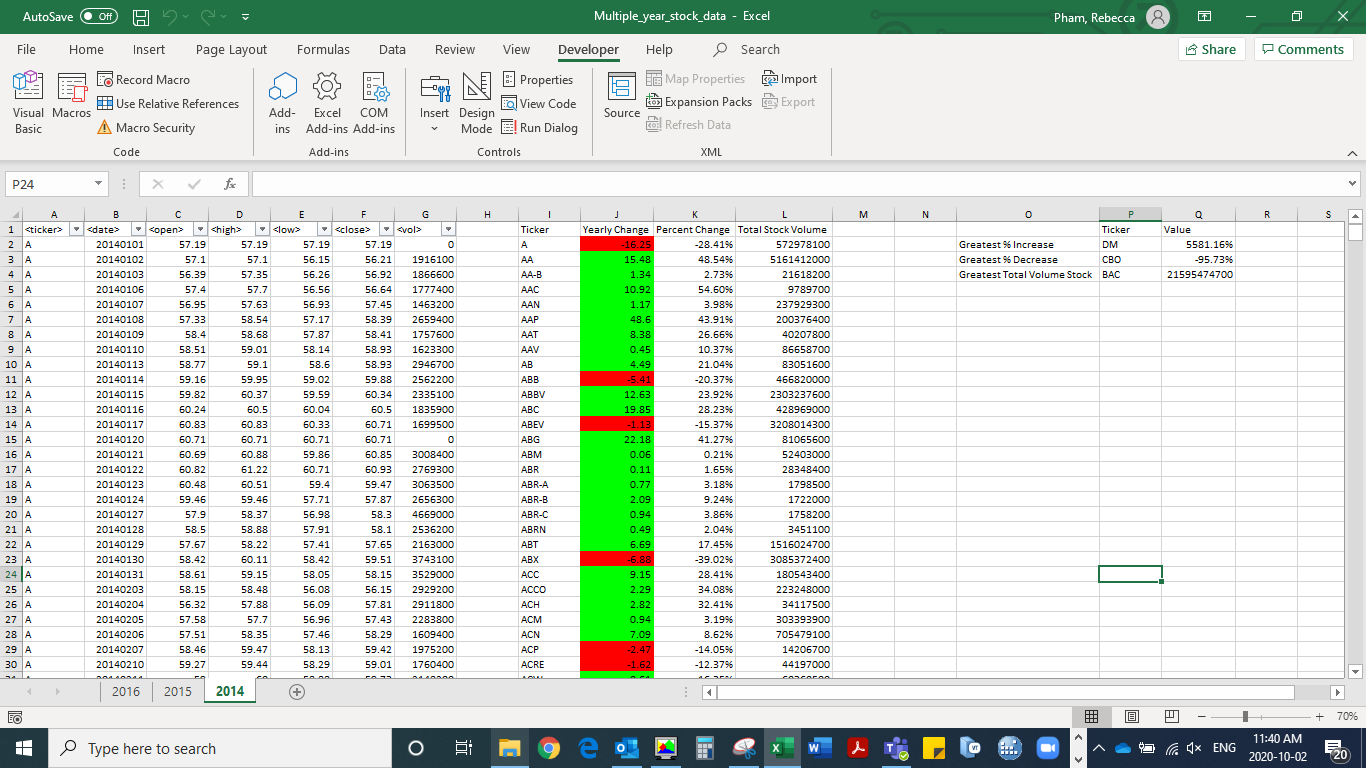 AutoSave Off Multiple_year_stock_data - Excel Pham, Rebecca
File Home Insert Page Layout Formulas Data Review View Developer Help Search Share Comments
Visual Basic Macros Record Macro Use Relative References Macro Security
Add-ins Excel Add-ins COM Add-ins
Insert Design Mode Properties View Code Run Dialog
Source Map Properties Expansion Packs Refresh Data Import Export
Code Add-ins Controls XML
P24 fx
A B C D E F G H I J K L M N O P Q R S
1 <ticker> <date> <open> <high> <low> <close> <vol> Ticker Yearly Change Percent Change Total Stock Volume Ticker Value
2 A 20140101 57.19 57.19 57.19 57.19 0 A -16.25 -28.41% 572978100 Greatest % Increase DM 5581.16%
3 A 20140102 57.1 57.1 56.15 56.21 1916100 AA 15.48 48.54% 5161412000 Greatest % Decrease CBO -95.73%
4 A 20140103 56.39 57.35 56.26 56.92 1866600 AA-B 1.34 2.73% 21618200 Greatest Total Volume Stock BAC 21595474700
5 A 20140106 57.4 57.7 56.56 56.64 1777400 AAC 10.92 54.60% 9789700
6 A 20140107 56.95 57.63 56.93 57.45 1463200 AAN 1.17 3.98% 237929300
7 A 20140108 57.33 58.54 57.17 58.39 2659400 AAP 48.6 43.91% 200376400
8 A 20140109 58.4 58.68 57.87 58.41 1757600 AAT 8.38 26.66% 40207800
9 A 20140110 58.51 59.01 58.14 58.93 1623300 AAV 0.45 10.37% 86658700
10 A 20140113 58.77 59.1 58.6 58.93 2946700 AB 4.49 21.04% 83051600
11 A 20140114 59.16 59.95 59.02 59.88 2562200 ABB -5.41 -20.37% 466820000
12 A 20140115 59.82 60.37 59.59 60.34 2335100 ABBV 12.63 23.92% 2303237600
13 A 20140116 60.24 60.5 60.04 60.5 1835900 ABC 19.85 28.23% 428969000
14 A 20140117 60.83 60.83 60.33 60.71 1699500 ABEV -1.13 -15.37% 3208014300
15 A 20140120 60.71 60.71 60.71 60.71 0 ABG 22.18 41.27% 81065600
16 A 20140121 60.69 60.88 59.86 60.85 3008400 ABM 0.06 0.21% 52403000
17 A 20140122 60.82 61.22 60.71 60.93 2769300 ABR 0.11 1.65% 28348400
18 A 20140123 60.48 60.51 59.4 59.47 3063500 ABR-A 0.77 3.18% 1798500
19 A 20140124 59.46 59.46 57.71 57.87 2656300 ABR-B 2.09 9.24% 1722000
20 A 20140127 57.9 58.37 56.98 58.3 4669000 ABR-C 0.94 3.86% 1758200
21 A 20140128 58.5 58.88 57.91 58.1 2536200 ABRN 0.49 2.04% 3451100
22 A 20140129 57.67 58.22 57.41 57.65 2163000 ABT 6.69 17.45% 1516024700
23 A 20140130 58.42 60.11 58.42 59.51 3743100 ABX -6.88 -39.02% 3085372400
24 A 20140131 58.61 59.15 58.05 58.15 3529000 ACC 9.15 28.41% 180543400
25 A 20140203 58.15 58.48 56.08 56.15 2929200 ACCO 2.29 34.08% 223248000
26 A 20140204 56.32 57.88 56.09 57.81 2911800 ACH 2.82 32.41% 34117500
27 A 20140205 57.58 57.7 56.96 57.43 2283800 ACM 0.94 3.19% 303393900
28 A 20140206 57.51 58.35 57.46 58.29 1609400 ACN 7.09 8.62% 705479100
29 A 20140207 58.46 59.47 58.13 59.42 1975200 ACP -2.47 -14.05% 14206700
30 A 20140210 59.27 59.44 58.29 59.01 1760400 ACRE -1.62 -12.37% 44197000
2016 2015 2014
70%
Type here to search ENG 11:40 AM
2020-10-02 20